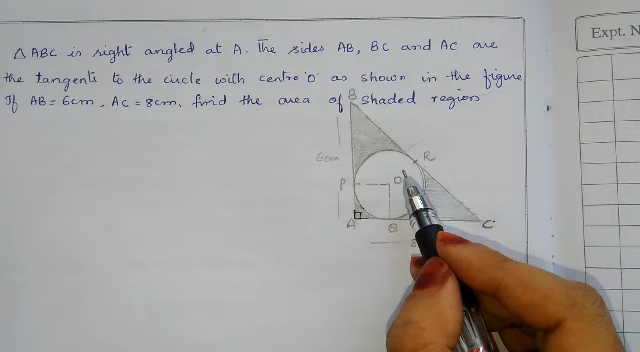 △ ABC is right angled at A. The sides AB, BC and AC are
the tangents to the circle with centre 'O' as shown in the figure
If AB = 6cm, AC = 8cm, find the area of shaded region
B
6cm
R
P
O
A
Q
C
Expt. N